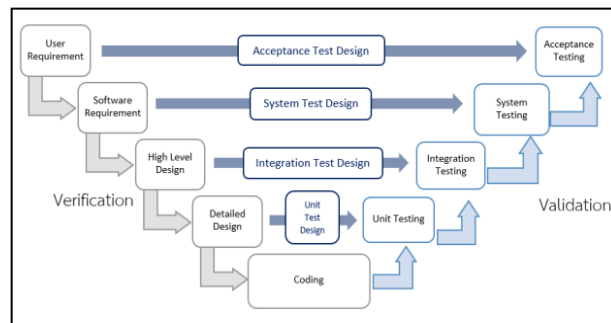 User
Requirement
Acceptance Test Design
Acceptance
Testing
Software
Requirement
System Test Design
System
Testing
High Level
Design
Integration Test Design
Integration
Testing
Verification
Validation
Detailed
Design
Unit
Test
Design
Unit Testing
Coding